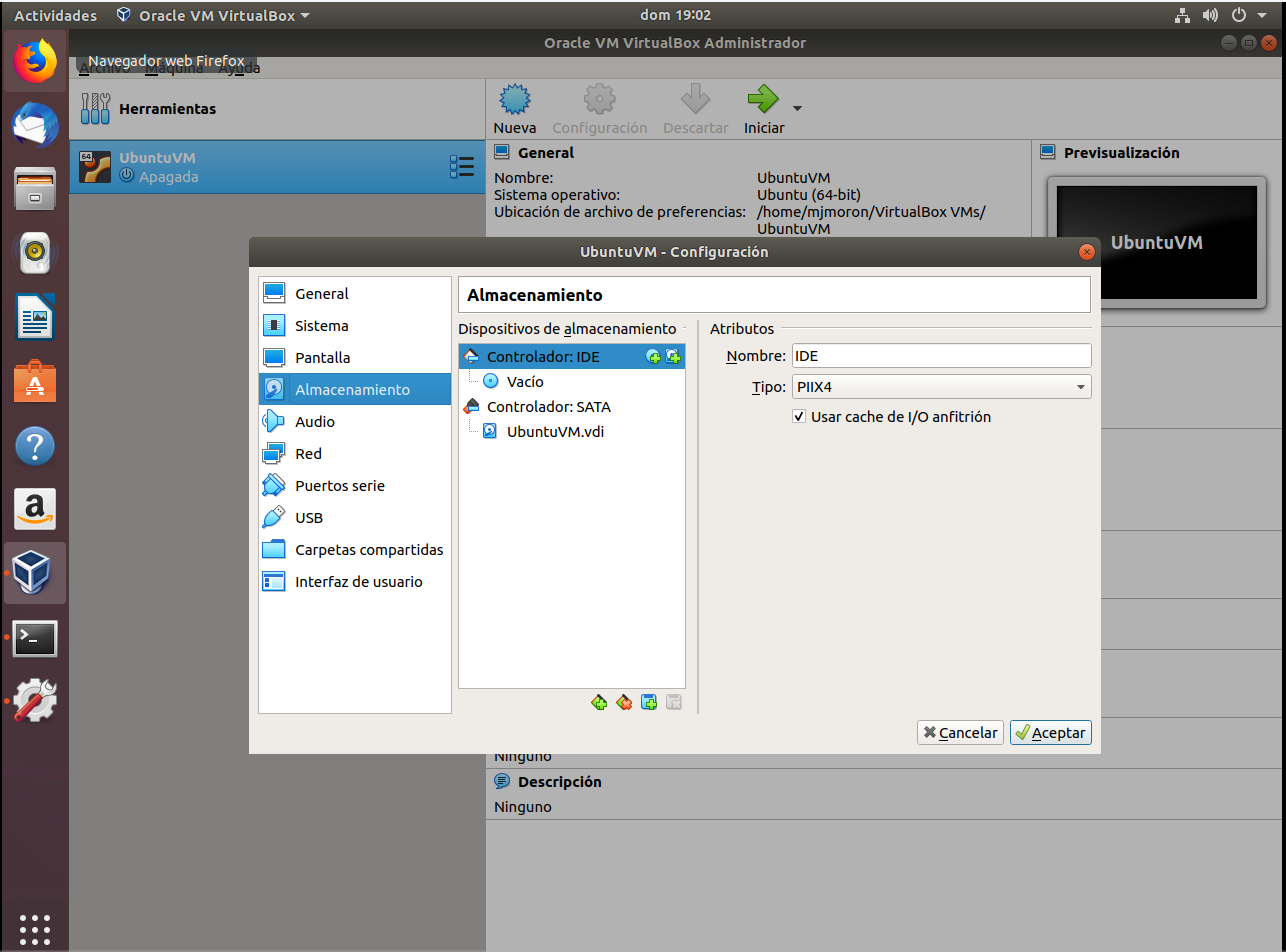 Actividades Oracle VM VirtualBox dom 19:02
Oracle VM VirtualBox Administrador
Navegador web Firefox
Archivo Máquina Ayuda
Herramientas
Nueva Configuración Descartar Iniciar
64
UbuntuVM
Apagada
General
Nombre: UbuntuVM
Sistema operativo: Ubuntu (64-bit)
Ubicación de archivo de preferencias: /home/mjmoron/VirtualBox VMs/
UbuntuVM
Previsualización
UbuntuVM
UbuntuVM - Configuración
General
Sistema
Pantalla
Almacenamiento
Audio
Red
Puertos serie
USB
Carpetas compartidas
Interfaz de usuario
Almacenamiento
Dispositivos de almacenamiento
Controlador: IDE
Vacío
Controlador: SATA
UbuntuVM.vdi
Atributos
Nombre: IDE
Tipo: PIIX4
Usar cache de I/O anfitrión
Cancelar Aceptar
Ninguno
Descripción
Ninguno